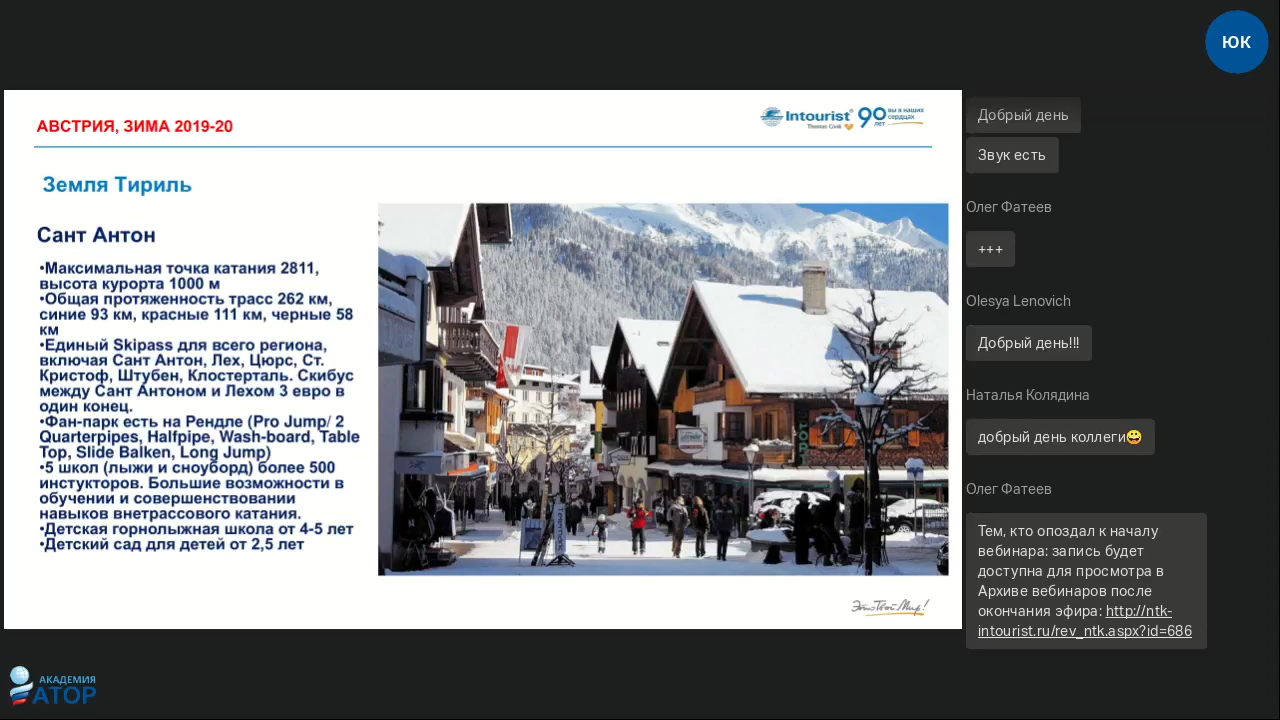 ЮК
АВСТРИЯ, ЗИМА 2019-20
Intourist
Thomas Cook
90
ЛЕТ
вы в наших
сердцах
Земля Тириль
Сант Антон
•Максимальная точка катания 2811,
высота курорта 1000 м
•Общая протяженность трасс 262 км,
синие 93 км, красные 111 км, черные 58
км
•Единый Skipass для всего региона,
включая Сант Антон, Лех, Цюрс, Ст.
Кристоф, Штубен, Клостерталь. Скибус
между Сант Антоном и Лехом 3 евро в
один конец.
•Фан-парк есть на Рендле (Pro Jump/ 2
Quarterpipes, Halfpipe, Wash-board, Table
Top, Slide Balken, Long Jump)
•5 школ (лыжи и сноуборд) более 500
инстукторов. Большие возможности в
обучении и совершенствовании
навыков внетрассового катания.
•Детская горнолыжная школа от 4-5 лет
•Детский сад для детей от 2,5 лет
Это Твой Мир!
АКАДЕМИЯ
АТОР
Добрый день
Звук есть
Олег Фатеев
+++
Olesya Lenovich
Добрый день!!!
Наталья Колядина
добрый день коллеги😀
Олег Фатеев
Тем, кто опоздал к началу
вебинара: запись будет
доступна для просмотра в
Архиве вебинаров после
окончания эфира: http://ntk-
intourist.ru/rev_ntk.aspx?id=686